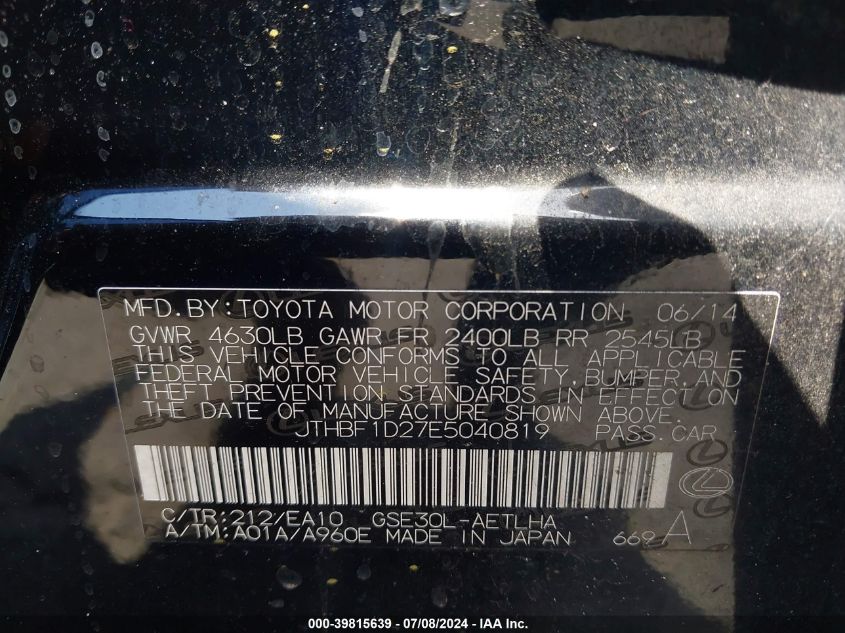 MFD. BY: TOYOTA MOTOR CORPORATION 06/14
GVWR 4630LB GAWR FR 2400LB RR 2545LB
THIS VEHICLE CONFORMS TO ALL APPLICABLE
FEDERAL MOTOR VEHICLE SAFETY, BUMPER, AND
THEFT PREVENTION STANDARDS IN EFFECT ON
THE DATE OF MANUFACTURE SHOWN ABOVE.
JTHBF1D27E5040819 PASS. CAR
C/TR: 212/EA10 GSE30L-AETLHA
A/TM: A01A/A960E MADE IN JAPAN 669 A
000-39815639 - 07/08/2024 - IAA Inc.